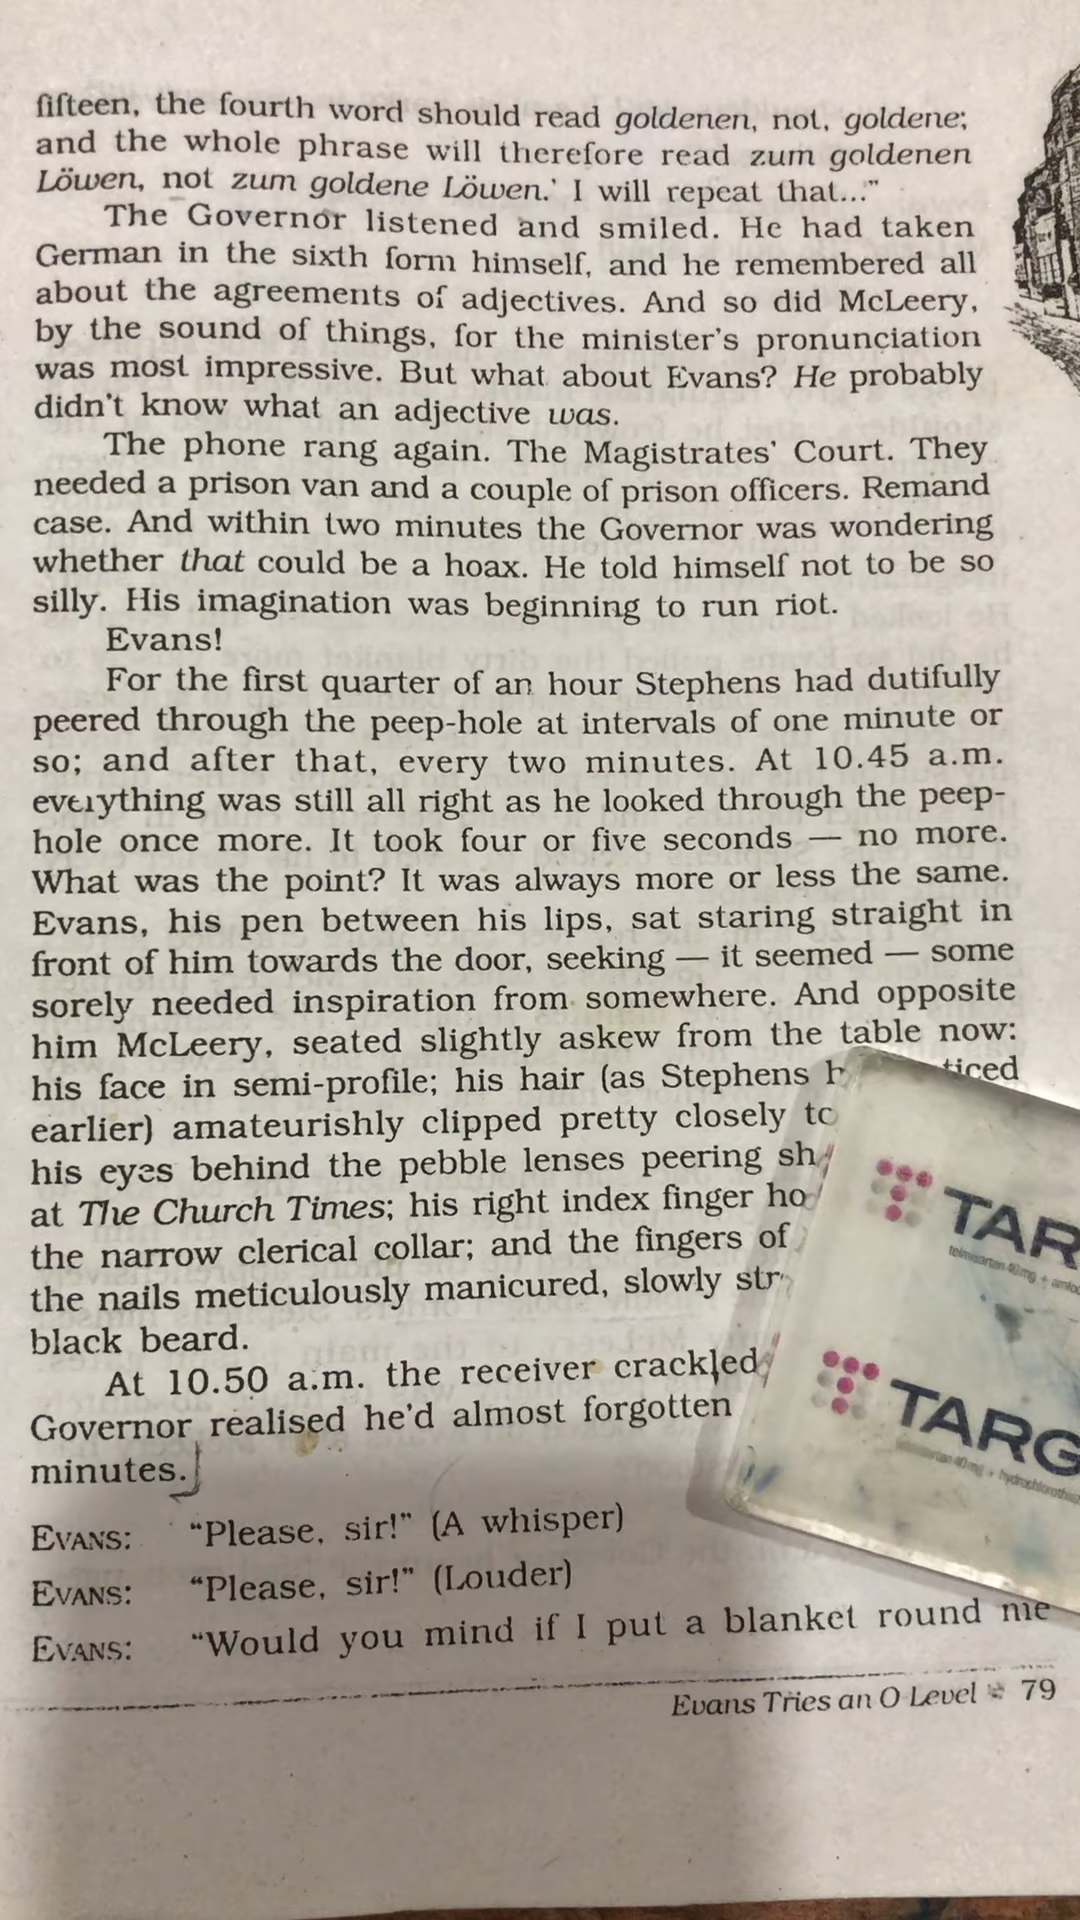 fifteen, the fourth word should read goldenen, not, goldene;
and the whole phrase will therefore read zum goldenen
Löwen, not zum goldene Löwen.' I will repeat that..."
The Governor listened and smiled. He had taken
German in the sixth form himself, and he remembered all
about the agreements of adjectives. And so did McLeery,
by the sound of things, for the minister's pronunciation
was most impressive. But what about Evans? He probably
didn't know what an adjective was.
The phone rang again. The Magistrates' Court. They
needed a prison van and a couple of prison officers. Remand
case. And within two minutes the Governor was wondering
whether that could be a hoax. He told himself not to be so
silly. His imagination was beginning to run riot.
Evans!
For the first quarter of an hour Stephens had dutifully
peered through the peep-hole at intervals of one minute or
so; and after that, every two minutes. At 10.45 a.m.
everything was still all right as he looked through the peep-
hole once more. It took four or five seconds — no more.
What was the point? It was always more or less the same.
Evans, his pen between his lips, sat staring straight in
front of him towards the door, seeking — it seemed — some
sorely needed inspiration from somewhere. And opposite
him McLeery, seated slightly askew from the table now:
his face in semi-profile; his hair (as Stephens
earlier) amateurishly clipped pretty closely
his eyes behind the pebble lenses peering
at The Church Times; his right index finger
the narrow clerical collar; and the fingers of
the nails meticulously manicured, slowly
black beard.
At 10.50 a.m. the receiver crackled
Governor realised he'd almost forgotten
minutes.
EVANS: "Please, sir!" (A whisper)
EVANS: "Please, sir!" (Louder)
EVANS: "Would you mind if I put a blanket round me
Evans Tries an O Level 79